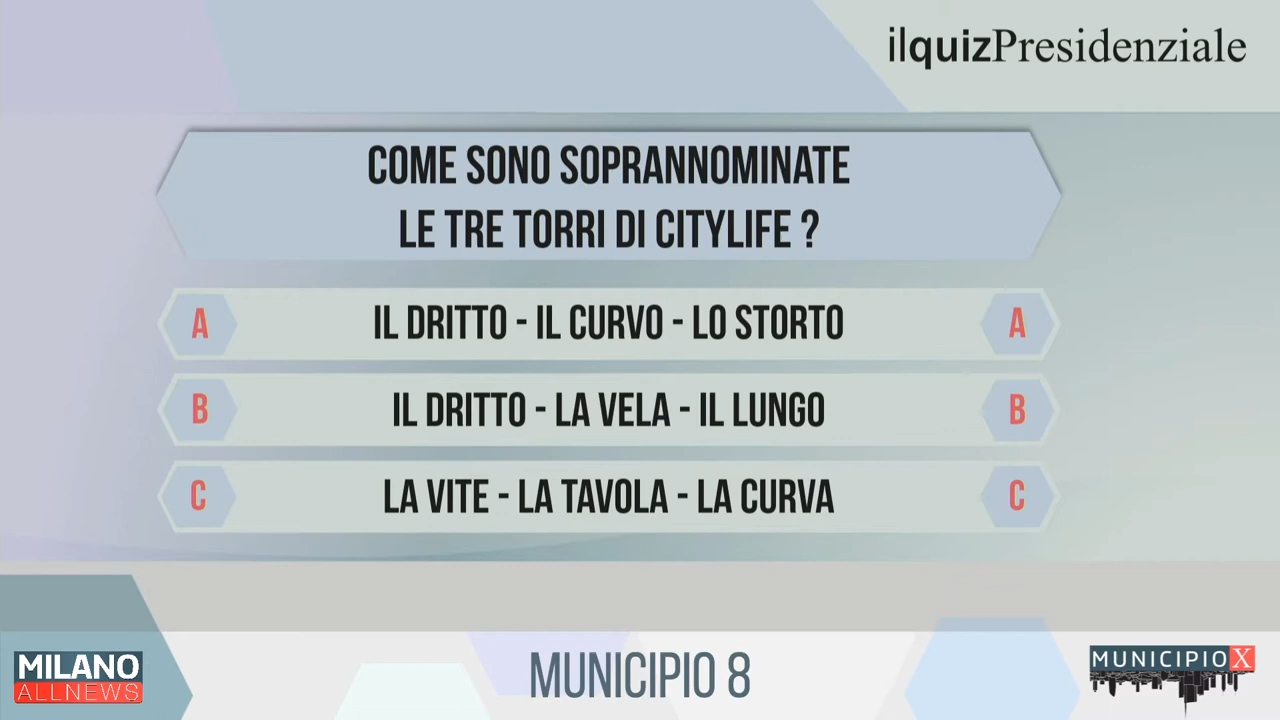 ilquizPresidenziale
COME SONO SOPRANNOMINATE
LE TRE TORRI DI CITYLIFE ?
A IL DRITTO - IL CURVO - LO STORTO A
B IL DRITTO - LA VELA - IL LUNGO B
C LA VITE - LA TAVOLA - LA CURVA C
MILANO
ALLNEWS
MUNICIPIO 8
MUNICIPIO X